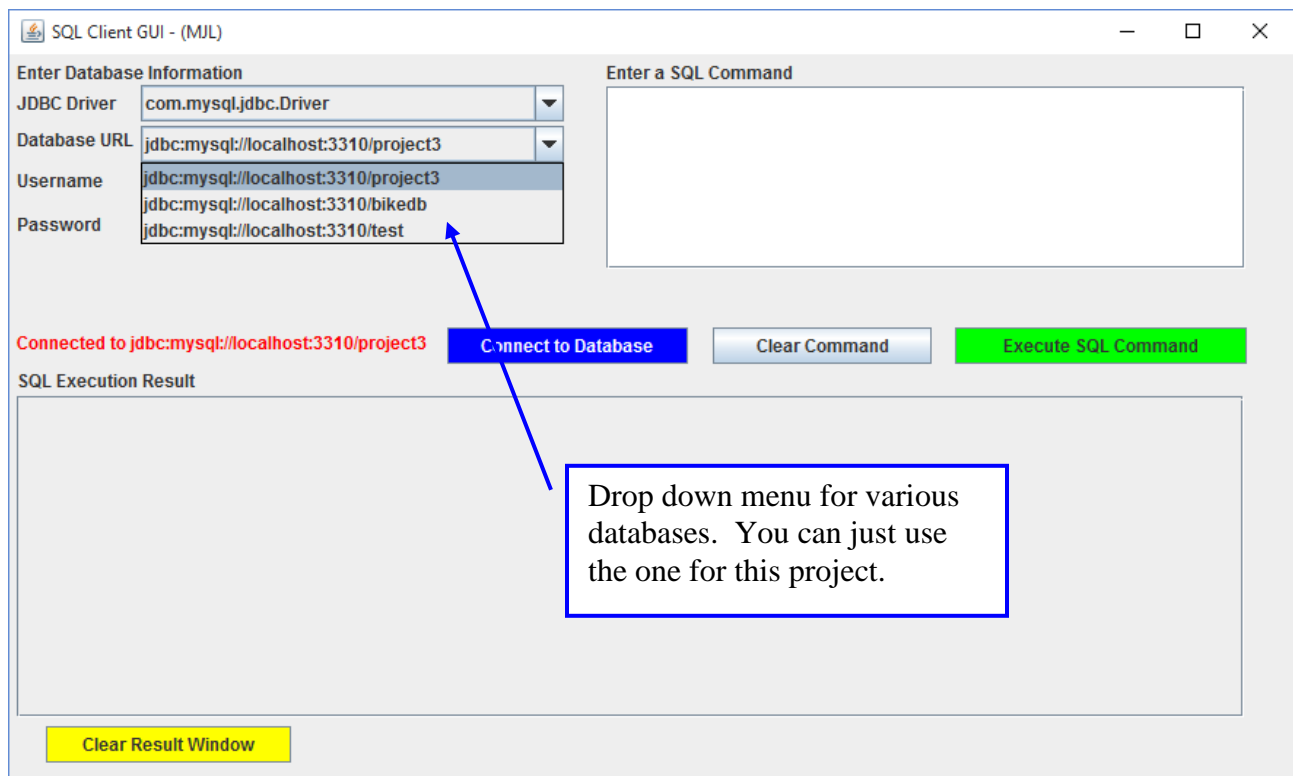 SQL Client GUI - (MJL)
Enter Database Information
JDBC Driver
com.mysql.jdbc.Driver
Database URL
jdbc:mysql://localhost:3310/project3
jdbc:mysql://localhost:3310/project3
jdbc:mysql://localhost:3310/bikedb
jdbc:mysql://localhost:3310/test
Username
Password
Enter a SQL Command
Connected to jdbc:mysql://localhost:3310/project3
Connect to Database
Clear Command
Execute SQL Command
SQL Execution Result
Drop down menu for various
databases. You can just use
the one for this project.
Clear Result Window